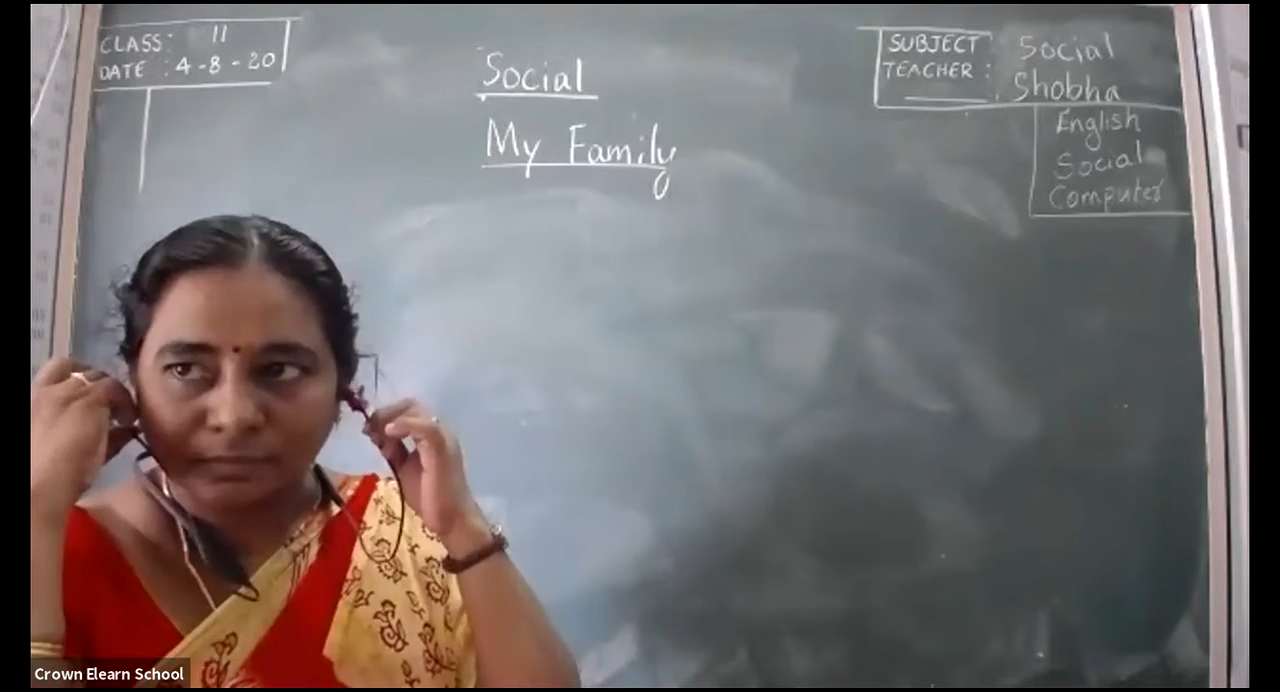 CLASS: II
DATE : 4-8-20
Social
My Family
SUBJECT : Social
TEACHER : Shobha
English
Social
Computer
Crown Elearn School